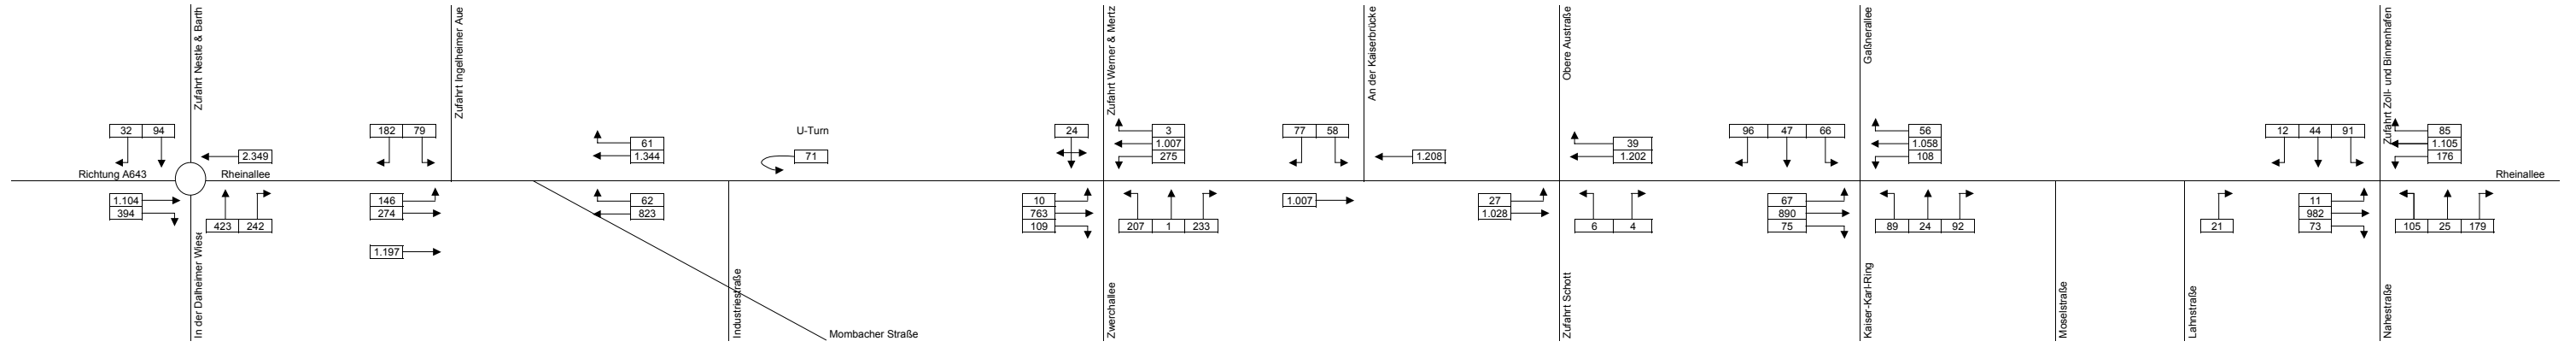 Zufahrt Nestle & Barth
Zufahrt Ingelheimer Aue
Zufahrt Werner & Mertz
An der Kaiserbrücke
Obere Austraße
Gaßnerallee
Zufahrt Zoll- und Binnenhafen
32 94
182 79
61
1.344
U-Turn
71
24
3
1.007
275
77 58
1.208
39
1.202
96 47 66
56
1.058
108
12 44 91
85
1.105
176
2.349
Richtung A643
Rheinallee
Rheinallee
1.104
394
423 242
146
274
1.197
62
823
10
763
109
207 1 233
1.007
27
1.028
6 4
67
890
75
89 24 92
21
11
982
73
105 25 179
In der Dalheimer Wiese
Industriestraße
Mombacher Straße
Zwerchallee
Zufahrt Schott
Kaiser-Karl-Ring
Moselstraße
Lahnstraße
Nahestraße